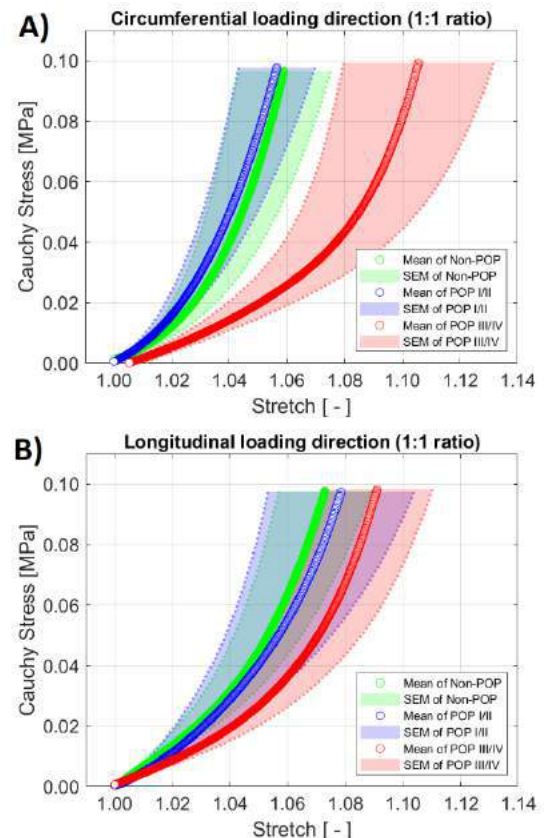 A)
Circumferential loading direction (1:1 ratio)
Cauchy Stress [MPa]
0.10
0.08
0.06
0.04
0.02
0.00
Mean of Non-POP
SEM of Non-POP
Mean of POP I/II
SEM of POP I/II
Mean of POP III/IV
SEM of POP III/IV
1.00 1.02 1.04 1.06 1.08 1.10 1.12 1.14
Stretch [ - ]
B)
Longitudinal loading direction (1:1 ratio)
Cauchy Stress [MPa]
0.10
0.08
0.06
0.04
0.02
0.00
Mean of Non-POP
SEM of Non-POP
Mean of POP I/II
SEM of POP I/II
Mean of POP III/IV
SEM of POP III/IV
1.00 1.02 1.04 1.06 1.08 1.10 1.12 1.14
Stretch [ - ]